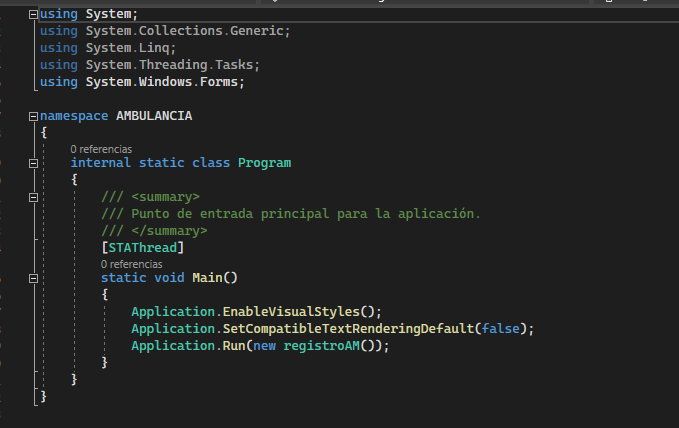 using System;
using System.Collections.Generic;
using System.Linq;
using System.Threading.Tasks;
using System.Windows.Forms;
namespace AMBULANCIA
{
0 referencias
internal static class Program
{
/// <summary>
/// Punto de entrada principal para la aplicación.
/// </summary>
[STAThread]
0 referencias
static void Main()
{
Application.EnableVisualStyles();
Application.SetCompatibleTextRenderingDefault(false);
Application.Run(new registroAM());
}
}
}